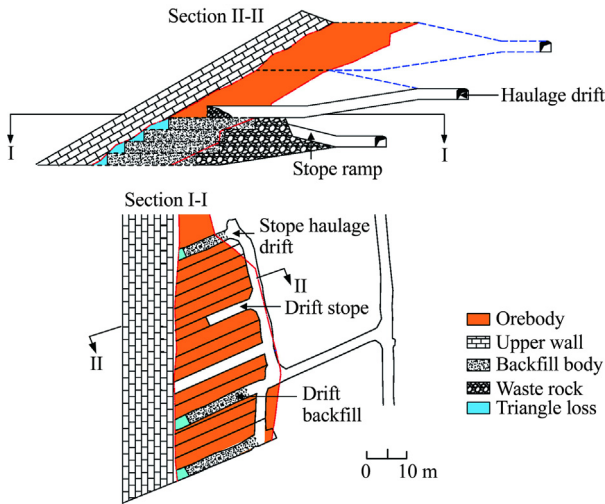 Section II-II
Haulage drift
I
I
Stope ramp
Section I-I
Stope haulage
drift
II
Drift stope
II
Drift
backfill
Orebody
Upper wall
Backfill body
Waste rock
Triangle loss
0 10 m